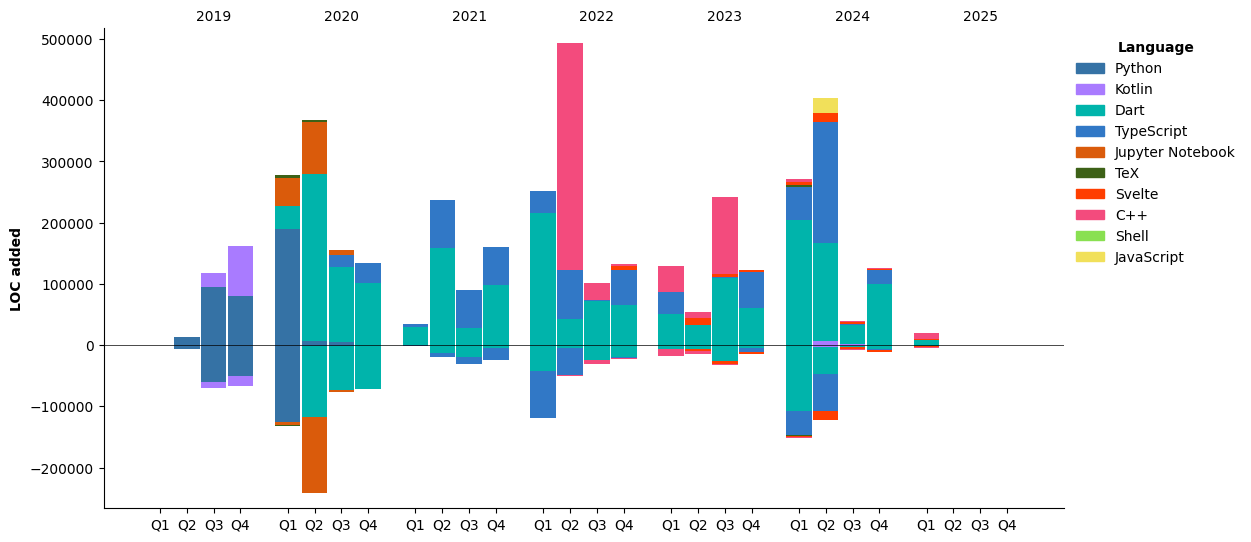 2019 2020 2021 2022 2023 2024 2025
LOC added
500000
400000
300000
200000
100000
0
−100000
−200000
Q1 Q2 Q3 Q4 Q1 Q2 Q3 Q4 Q1 Q2 Q3 Q4 Q1 Q2 Q3 Q4 Q1 Q2 Q3 Q4 Q1 Q2 Q3 Q4 Q1 Q2 Q3 Q4
Language
Python
Kotlin
Dart
TypeScript
Jupyter Notebook
TeX
Svelte
C++
Shell
JavaScript